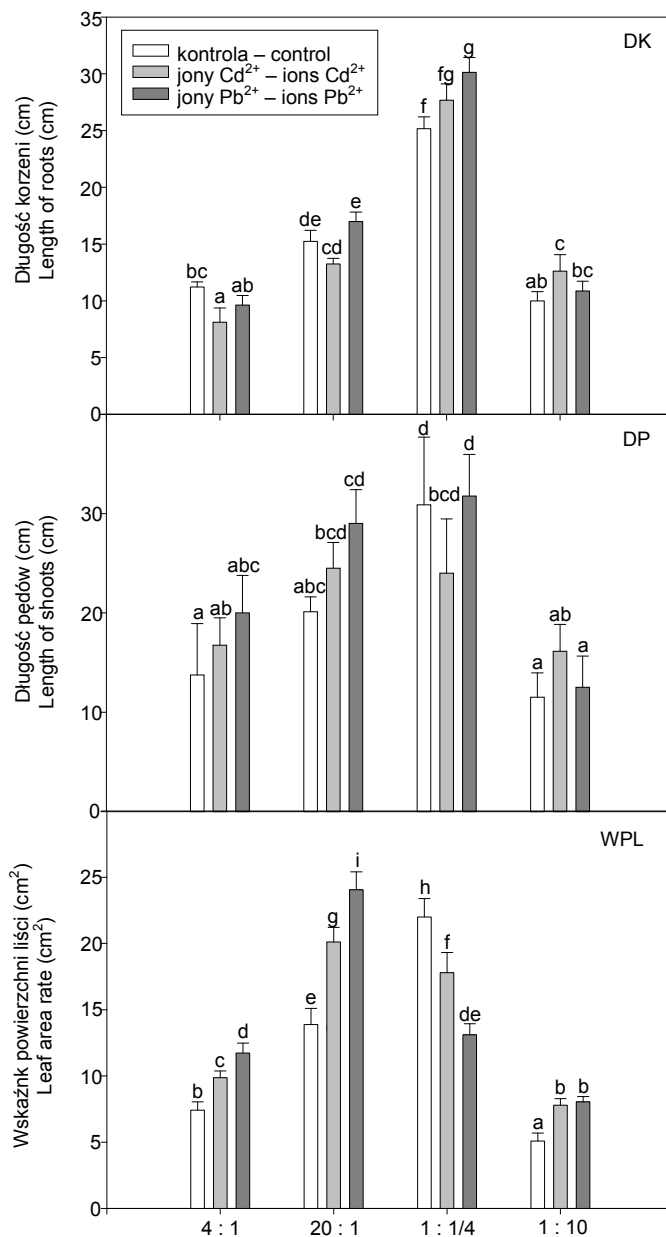 35
30
25
20
15
10
5
0
Długość korzeni (cm)
Length of roots (cm)
kontrola – control
jony Cd²⁺ – ions Cd²⁺
jony Pb²⁺ – ions Pb²⁺
DK
bc
a
ab
de
cd
e
f
fg
g
ab
c
bc
30
20
10
0
Długość pędów (cm)
Length of shoots (cm)
DP
a
ab
abc
abc
bcd
cd
d
bcd
d
a
ab
a
25
20
15
10
5
0
Wskaźnk powierzchni liści (cm²)
Leaf area rate (cm²)
WPL
b
c
d
e
g
i
h
f
de
a
b
b
4 : 1 20 : 1 1 : 1/4 1 : 10